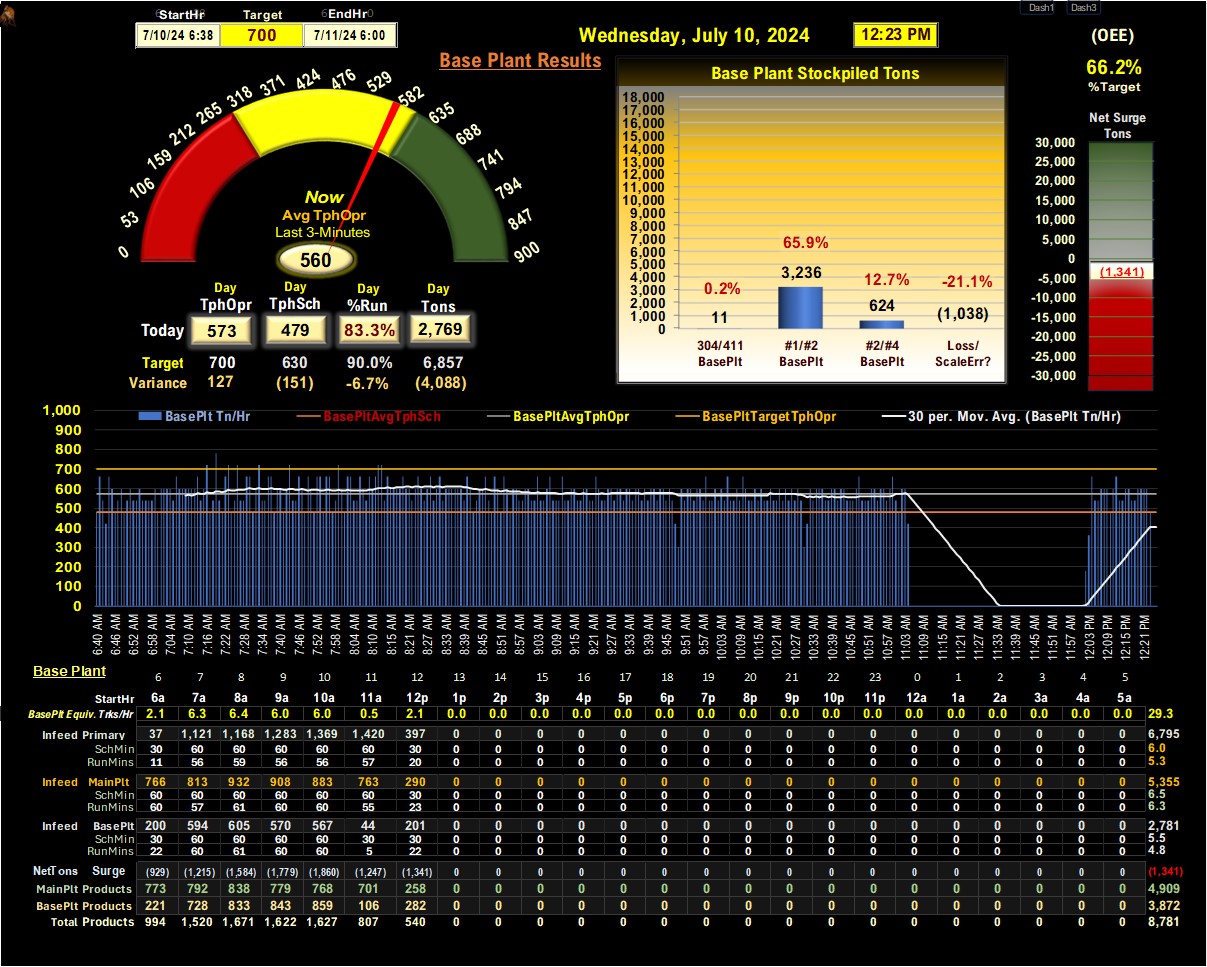 Dash1 Dash3
StartHr Target EndHr
7/10/24 6:38 700 7/11/24 6:00
Wednesday, July 10, 2024 12:23 PM
Base Plant Results
(OEE)
66.2%
%Target
Net Surge
Tons
30,000
25,000
20,000
15,000
10,000
5,000
0
-5,000
-10,000
-15,000
-20,000
-25,000
-30,000
(1,341)
0 53 106 159 212 265 318 371 424 476 529 582 635 688 741 794 847 900
Now
Avg TphOpr
Last 3-Minutes
560
Day Day Day Day
TphOpr TphSch %Run Tons
Today 573 479 83.3% 2,769
Target 700 630 90.0% 6,857
Variance 127 (151) -6.7% (4,088)
Base Plant Stockpiled Tons
18,000
17,000
16,000
15,000
14,000
13,000
12,000
11,000
10,000
9,000
8,000
7,000
6,000
5,000
4,000
3,000
2,000
1,000
0
0.2% 65.9% 12.7% -21.1%
11 3,236 624 (1,038)
304/411 #1/#2 #2/#4 Loss/
BasePlt BasePlt BasePlt ScaleErr?
BasePlt Tn/Hr BasePltAvgTphSch BasePltAvgTphOpr BasePltTargetTphOpr 30 per. Mov. Avg. (BasePlt Tn/Hr)
1,000
900
800
700
600
500
400
300
200
100
0
6:40 AM 6:46 AM 6:52 AM 6:58 AM 7:04 AM 7:10 AM 7:16 AM 7:22 AM 7:28 AM 7:34 AM 7:40 AM 7:46 AM 7:52 AM 7:58 AM 8:04 AM 8:10 AM 8:15 AM 8:21 AM 8:27 AM 8:33 AM 8:39 AM 8:45 AM 8:51 AM 8:57 AM 9:03 AM 9:09 AM 9:15 AM 9:21 AM 9:27 AM 9:33 AM 9:39 AM 9:45 AM 9:51 AM 9:57 AM 10:03 AM 10:09 AM 10:15 AM 10:21 AM 10:27 AM 10:33 AM 10:39 AM 10:45 AM 10:51 AM 10:57 AM 11:03 AM 11:09 AM 11:21 AM 11:27 AM 11:33 AM 11:39 AM 11:45 AM 11:51 AM 11:57 AM 12:03 PM 12:09 PM 12:15 PM 12:21 PM
Base Plant
6 7 8 9 10 11 12 13 14 15 16 17 18 19 20 21 22 23 0 1 2 3 4 5
StartHr 6a 7a 8a 9a 10a 11a 12p 1p 2p 3p 4p 5p 6p 7p 8p 9p 10p 11p 12a 1a 2a 3a 4a 5a
BasePlt Equiv. Trks/Hr 2.1 6.3 6.4 6.0 6.0 0.5 2.1 0.0 0.0 0.0 0.0 0.0 0.0 0.0 0.0 0.0 0.0 0.0 0.0 0.0 0.0 0.0 0.0 0.0 29.3
Infeed Primary 37 1,121 1,168 1,283 1,369 1,420 397 0 0 0 0 0 0 0 0 0 0 0 0 0 0 0 0 0 6,795
SchMin 30 60 60 60 60 60 30 0 0 0 0 0 0 0 0 0 0 0 0 0 0 0 0 0 6.0
RunMins 11 56 59 56 56 57 20 0 0 0 0 0 0 0 0 0 0 0 0 0 0 0 0 0 5.3
Infeed MainPlt 766 813 932 908 883 763 290 0 0 0 0 0 0 0 0 0 0 0 0 0 0 0 0 0 5,355
SchMin 60 60 60 60 60 60 30 0 0 0 0 0 0 0 0 0 0 0 0 0 0 0 0 0 6.5
RunMins 60 57 61 60 60 55 23 0 0 0 0 0 0 0 0 0 0 0 0 0 0 0 0 0 6.3
Infeed BasePlt 200 594 605 570 567 44 201 0 0 0 0 0 0 0 0 0 0 0 0 0 0 0 0 0 2,781
SchMin 30 60 60 60 60 30 30 0 0 0 0 0 0 0 0 0 0 0 0 0 0 0 0 0 5.5
RunMins 22 60 61 60 60 5 22 0 0 0 0 0 0 0 0 0 0 0 0 0 0 0 0 0 4.8
NetTons Surge (929) (1,215) (1,584) (1,779) (1,860) (1,247) (1,341) 0 0 0 0 0 0 0 0 0 0 0 0 0 0 0 0 0 (1,341)
MainPlt Products 773 792 838 779 768 701 258 0 0 0 0 0 0 0 0 0 0 0 0 0 0 0 0 0 4,909
BasePlt Products 221 728 833 843 859 106 282 0 0 0 0 0 0 0 0 0 0 0 0 0 0 0 0 0 3,872
Total Products 994 1,520 1,671 1,622 1,627 807 540 0 0 0 0 0 0 0 0 0 0 0 0 0 0 0 0 0 8,781